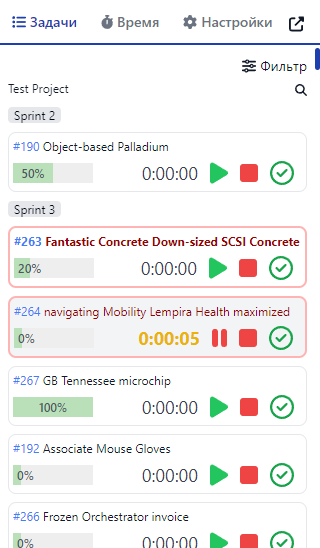 Задачи Время Настройки
Фильтр
Test Project
Sprint 2
#190 Object-based Palladium
50% 0:00:00
Sprint 3
#263 Fantastic Concrete Down-sized SCSI Concrete
20% 0:00:00
#264 navigating Mobility Lempira Health maximized
0% 0:00:05
#267 GB Tennessee microchip
100% 0:00:00
#192 Associate Mouse Gloves
0% 0:00:00
#266 Frozen Orchestrator invoice
0% 0:00:00